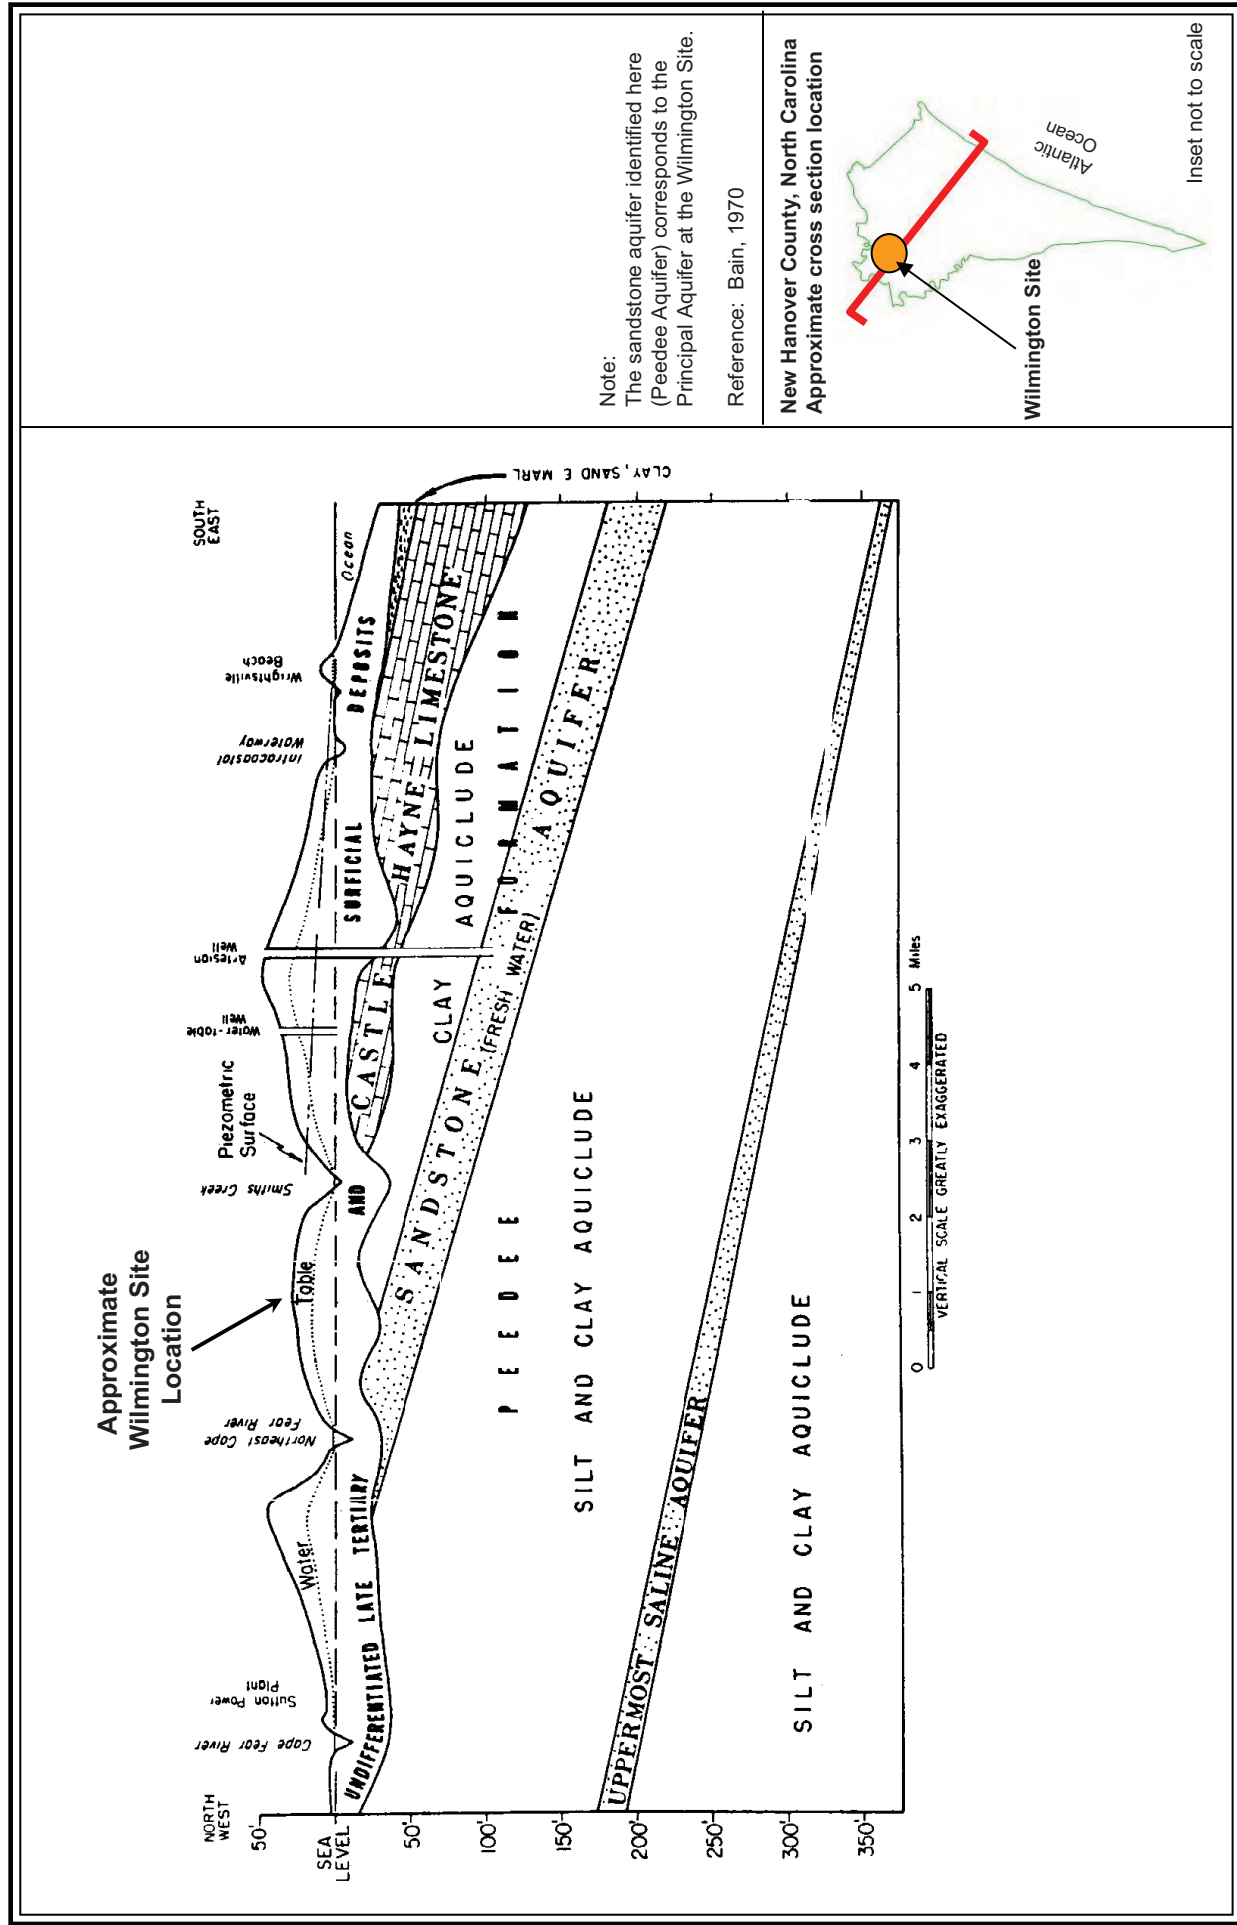 Approximate
Wilmington Site
Location
NORTH
WEST
SOUTH
EAST
Cape Fear River
Sutton Power
Plant
Northeast Cape
Fear River
Smiths Creek
Piezometric
Surface
Water-table
Well
Artesian
Well
Intracoastal
Waterway
Wrightsville
Beach
Ocean
Water
Table
50'
SEA
LEVEL
50'
100'
150'
200'
250'
300'
350'
UNDIFFERENTIATED LATE TERTIARY AND SURFICIAL DEPOSITS
CLAY, SAND E MARL
CASTLE HAYNE LIMESTONE
CLAY AQUICLUDE
SANDSTONE AQUIFER
(FRESH WATER)
PEEDEE FORMATION
SILT AND CLAY AQUICLUDE
UPPERMOST SALINE AQUIFER
SILT AND CLAY AQUICLUDE
0 1 2 3 4 5 Miles
VERTICAL SCALE GREATLY EXAGGERATED
Note:
The sandstone aquifer identified here
(Peedee Aquifer) corresponds to the
Principal Aquifer at the Wilmington Site.
Reference: Bain, 1970
New Hanover County, North Carolina
Approximate cross section location
Atlantic
Ocean
Wilmington Site
Inset not to scale